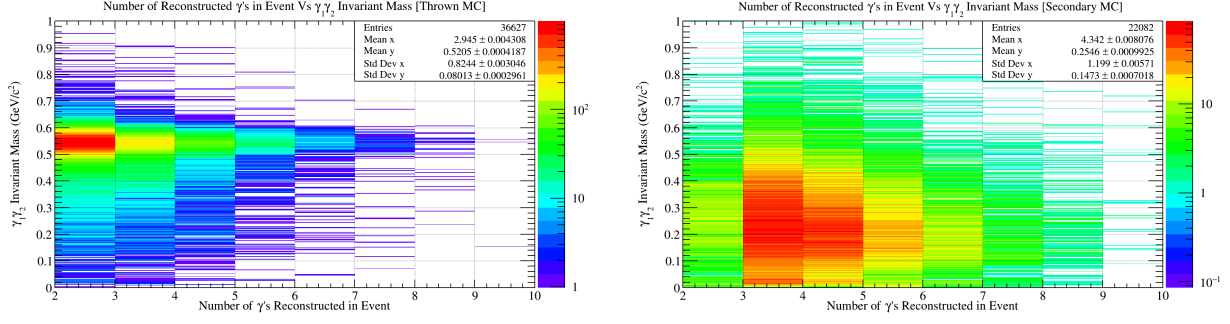 Number of Reconstructed γ's in Event Vs γ₁γ₂ Invariant Mass [Thrown MC]
Entries 36627
Mean x 2.945 ± 0.004308
Mean y 0.5205 ± 0.0004187
Std Dev x 0.8244 ± 0.003046
Std Dev y 0.08013 ± 0.0002961
γ₁γ₂ Invariant Mass (GeV/c²)
1
0.9
0.8
0.7
0.6
0.5
0.4
0.3
0.2
0.1
0
2 3 4 5 6 7 8 9 10
Number of γ's Reconstructed in Event
10²
10
1
Number of Reconstructed γ's in Event Vs γ₁γ₂ Invariant Mass [Secondary MC]
Entries 22082
Mean x 4.342 ± 0.008076
Mean y 0.2546 ± 0.0009925
Std Dev x 1.199 ± 0.00571
Std Dev y 0.1473 ± 0.0007018
γ₁γ₂ Invariant Mass (GeV/c²)
1
0.9
0.8
0.7
0.6
0.5
0.4
0.3
0.2
0.1
0
2 3 4 5 6 7 8 9 10
Number of γ's Reconstructed in Event
10
1
10⁻¹